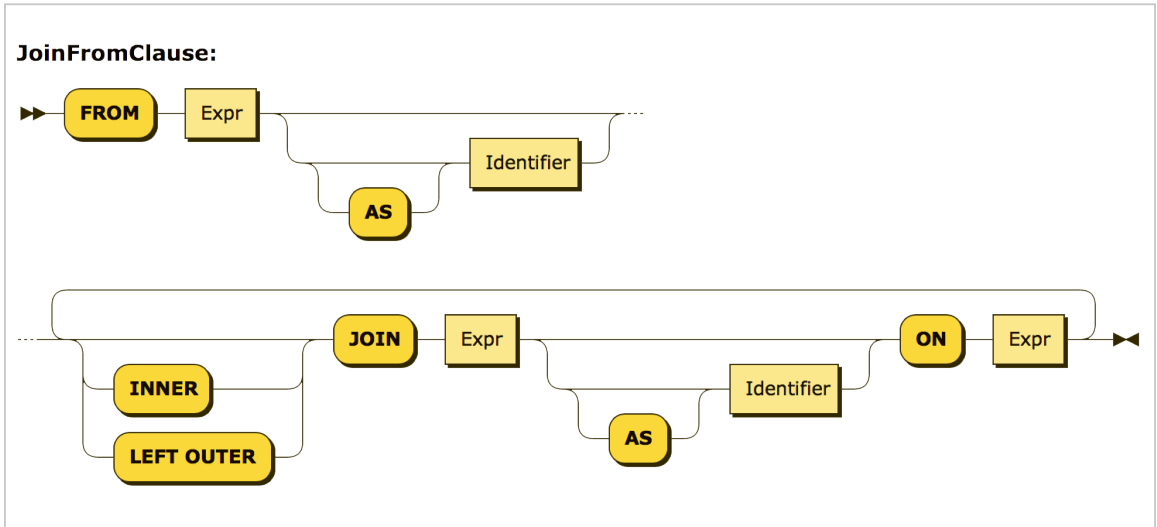 JoinFromClause:
FROM Expr
Identifier
AS
JOIN Expr ON Expr
INNER Identifier
AS
LEFT OUTER